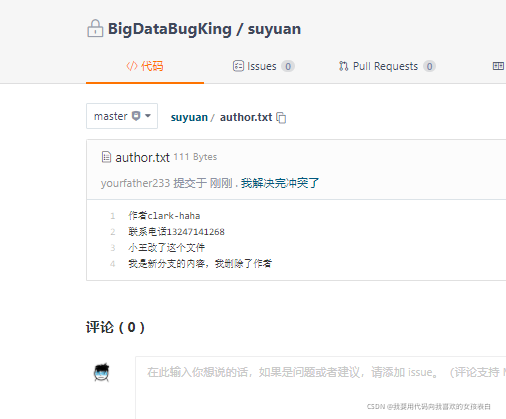 BigDataBugKing / suyuan
代码 Issues 0 Pull Requests 0
master suyuan / author.txt
author.txt 111 Bytes
yourfather233 提交于 刚刚 . 我解决完冲突了
1 作者clark-haha
2 联系电话13247141268
3 小王改了这个文件
4 我是新分支的内容，我删除了作者
评论 ( 0 )
在此输入你想说的话，如果是问题或者建议，请添加 issue。（评论支持
CSDN @我要用代码向我喜欢的女孩表白